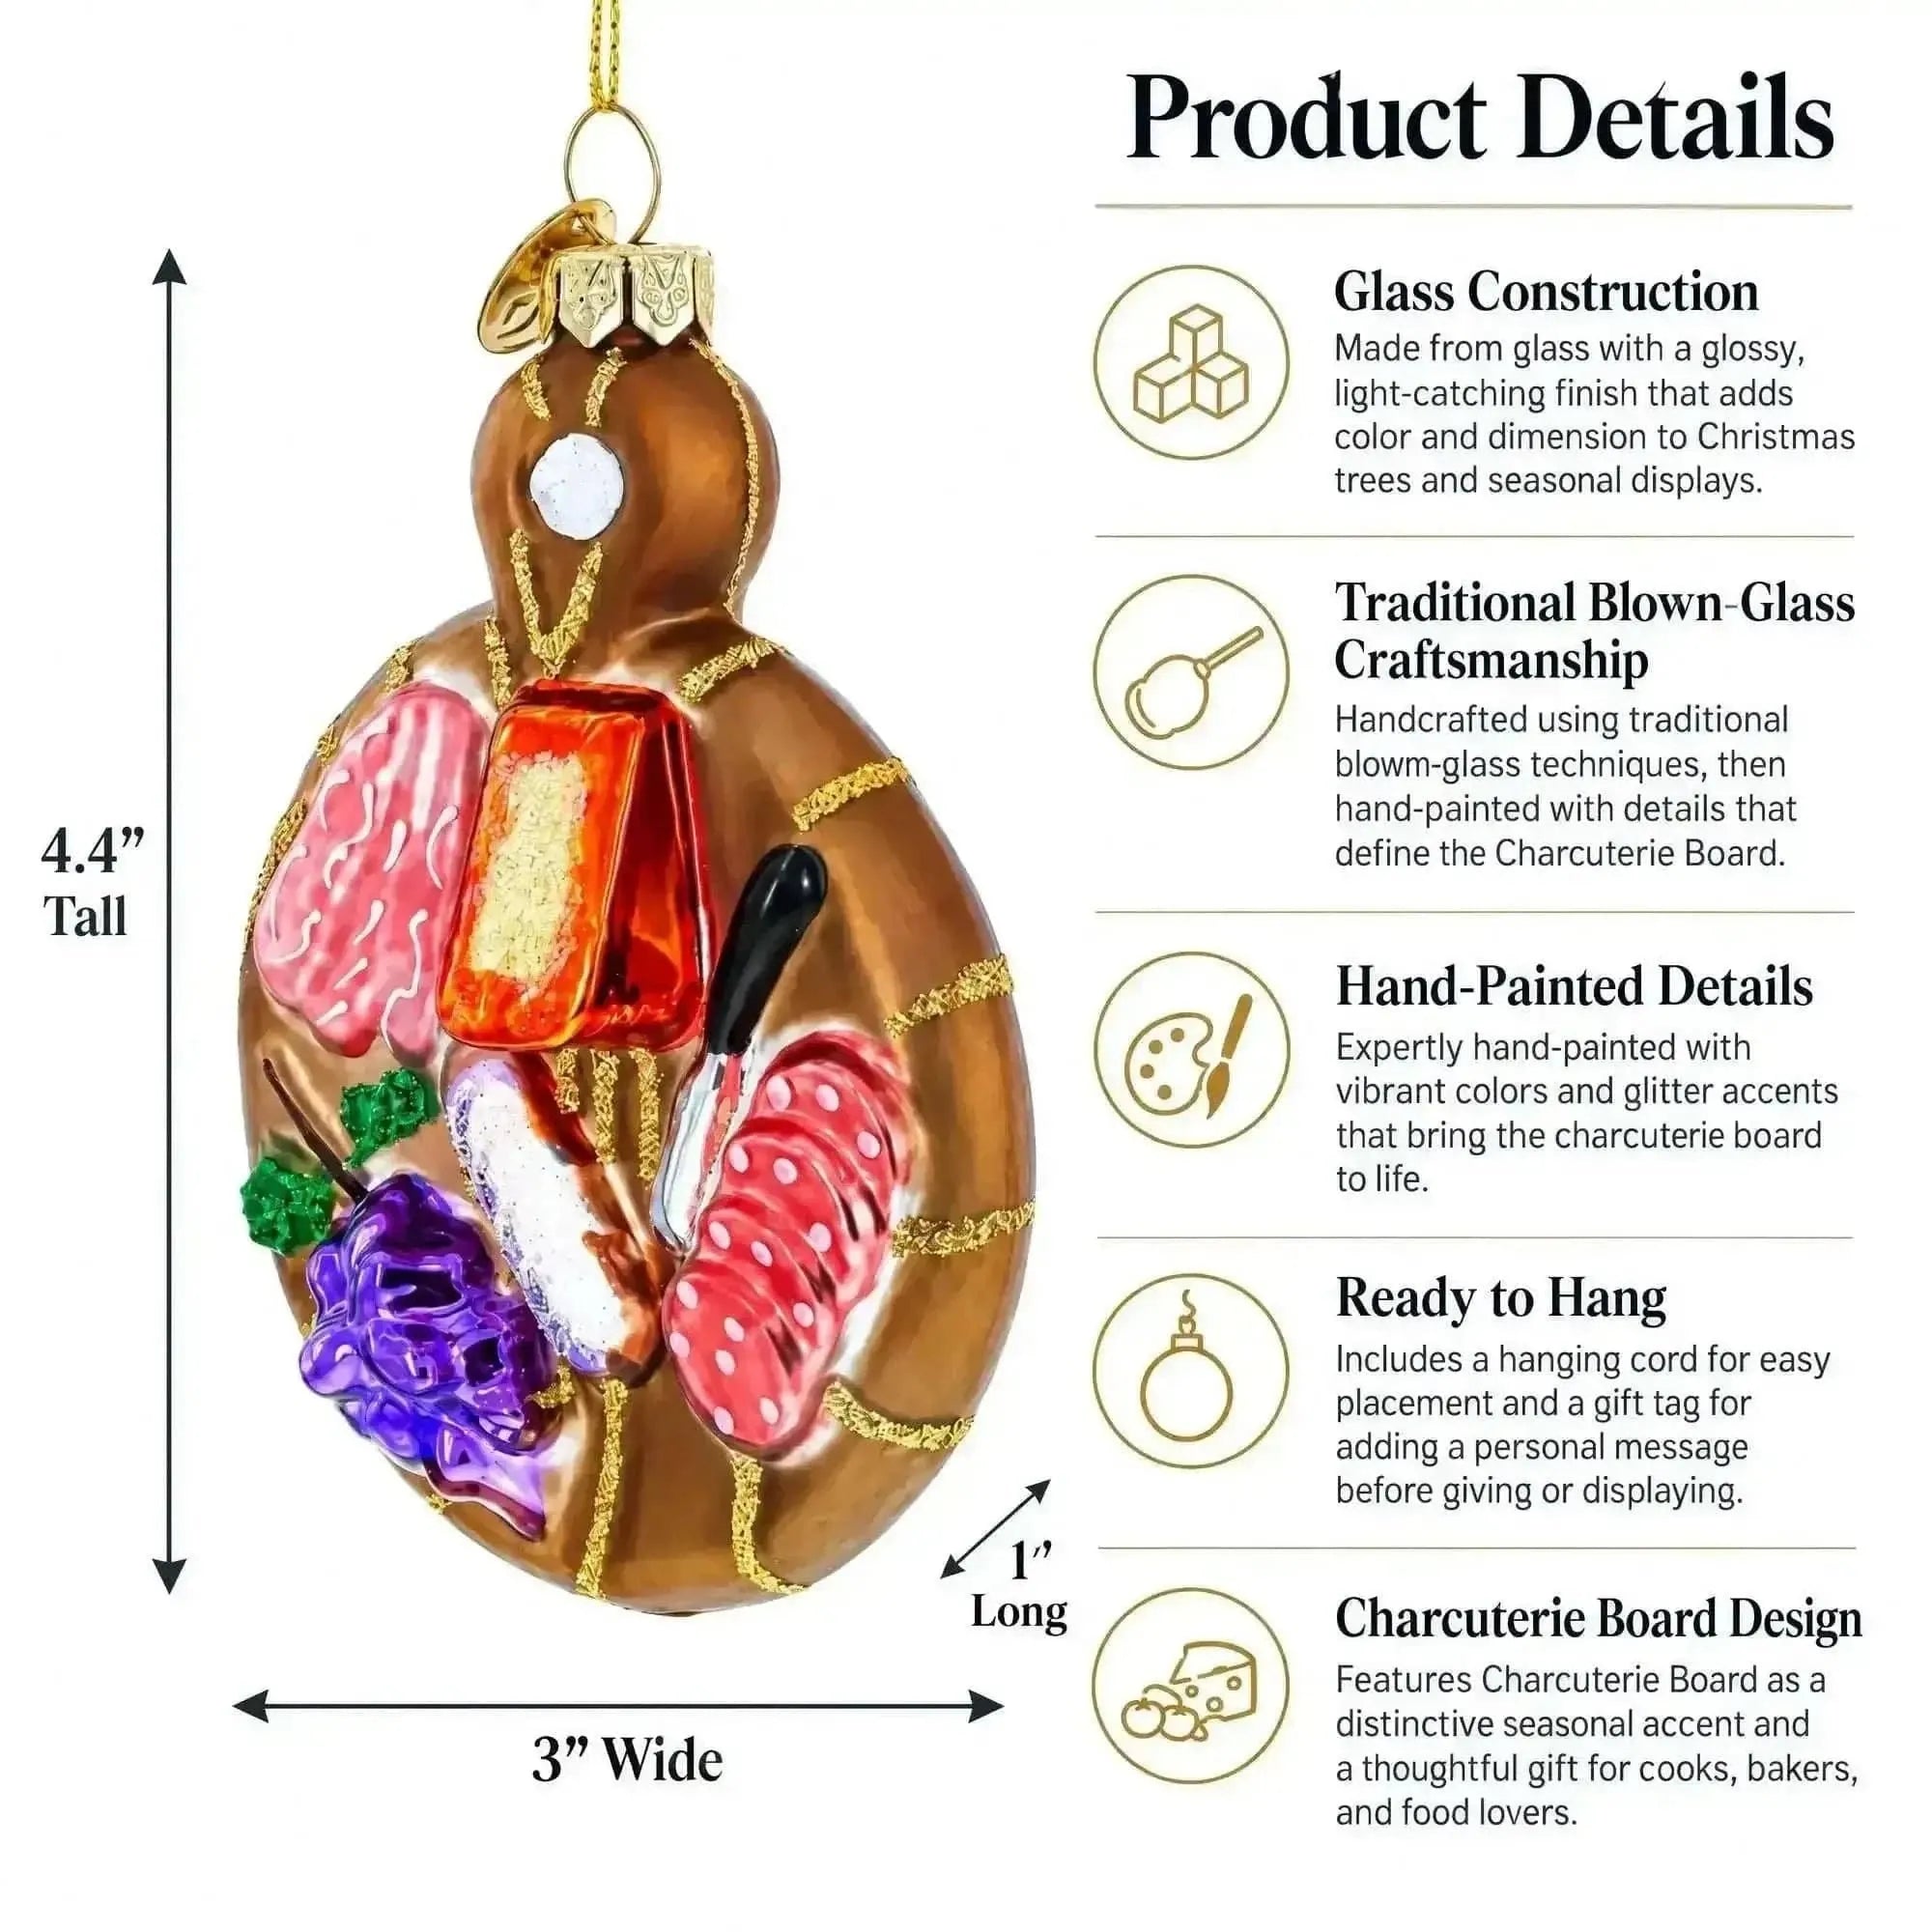 Product Details
Glass Construction
Made from glass with a glossy,
light-catching finish that adds
color and dimension to Christmas
trees and seasonal displays.
Traditional Blown-Glass
Craftsmanship
Handcrafted using traditional
blowm-glass techniques, then
hand-painted with details that
define the Charcuterie Board.
Hand-Painted Details
Expertly hand-painted with
vibrant colors and glitter accents
that bring the charcuterie board
to life.
Ready to Hang
Includes a hanging cord for easy
placement and a gift tag for
adding a personal message
before giving or displaying.
Charcuterie Board Design
Features Charcuterie Board as a
distinctive seasonal accent and
a thoughtful gift for cooks, bakers,
and food lovers.
4.4”
Tall
1”
Long
3” Wide